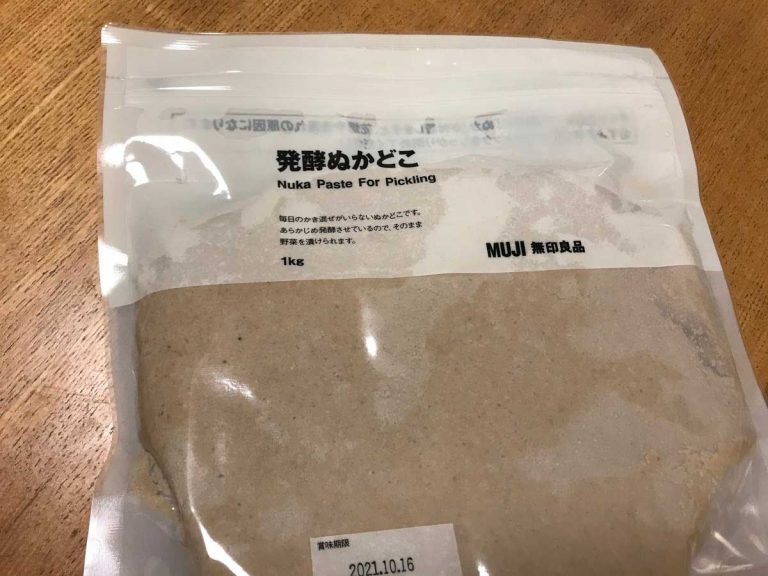 発酵ぬかどこ
Nuka Paste For Pickling
毎日のかき混ぜがいらないぬかどこです。
あらかじめ発酵させているので、そのまま
野菜を漬けられます。
1kg
MUJI 無印良品
賞味期限
2021.10.16